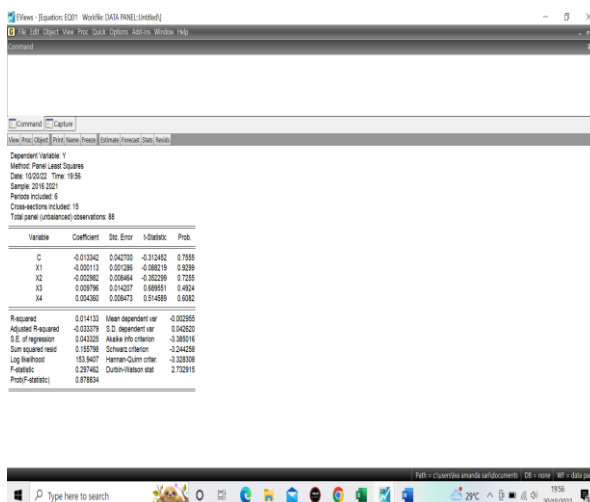 EViews - [Equation: EQ01 Workfile: DATA PANEL::Untitled\]
File Edit Object View Proc Quick Options Add-ins Window Help
Command
Command Capture
View Proc Object Print Name Freeze Estimate Forecast Stats Resids
Dependent Variable: Y
Method: Panel Least Squares
Date: 10/20/22 Time: 19:56
Sample: 2016 2021
Periods included: 6
Cross-sections included: 15
Total panel (unbalanced) observations: 88
Variable Coefficient Std. Error t-Statistic Prob.
C -0.013342 0.042700 -0.312452 0.7555
X1 -0.000113 0.001286 -0.088219 0.9299
X2 -0.002982 0.008464 -0.352299 0.7255
X3 0.009796 0.014207 0.689551 0.4924
X4 0.004360 0.008473 0.514589 0.6082
R-squared 0.014133 Mean dependent var -0.002955
Adjusted R-squared -0.033379 S.D. dependent var 0.042620
S.E. of regression 0.043325 Akaike info criterion -3.385016
Sum squared resid 0.155798 Schwarz criterion -3.244258
Log likelihood 153.9407 Hannan-Quinn criter. -3.328308
F-statistic 0.297462 Durbin-Watson stat 2.732915
Prob(F-statistic) 0.878834
Path = c:\users\lea amanda sari\documents DB = none WF = data pa
Type here to search 29°C 19:56
20/10/2022